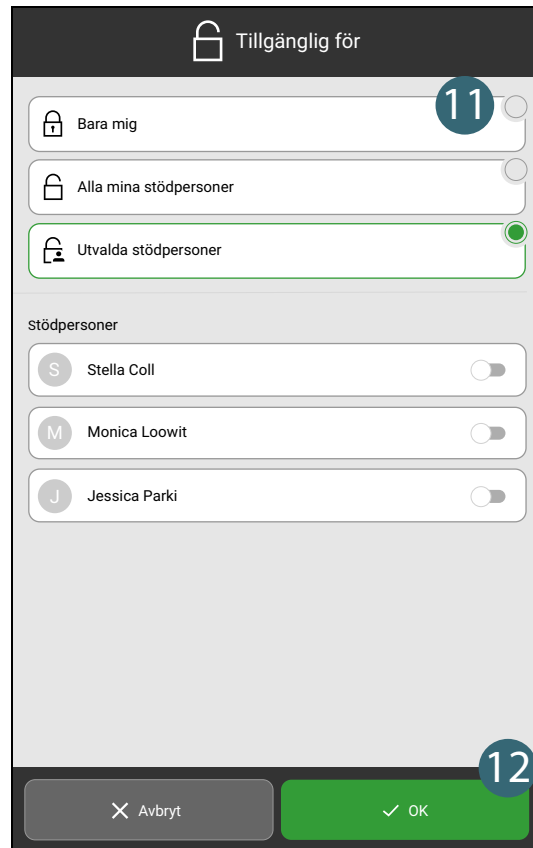 Tillgänglig för
11
Bara mig
Alla mina stödpersoner
Utvalda stödpersoner
Stödpersoner
S Stella Coll
M Monica Loowit
J Jessica Parki
12
Avbryt
OK